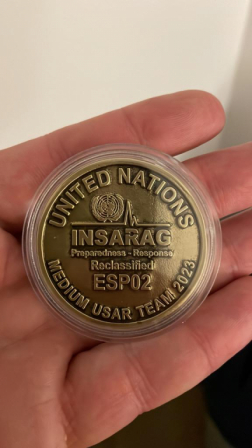 UNITED NATIONS
INSARAG
Preparedness - Response
Reclassified
ESP02
MEDIUM USAR TEAM 2023